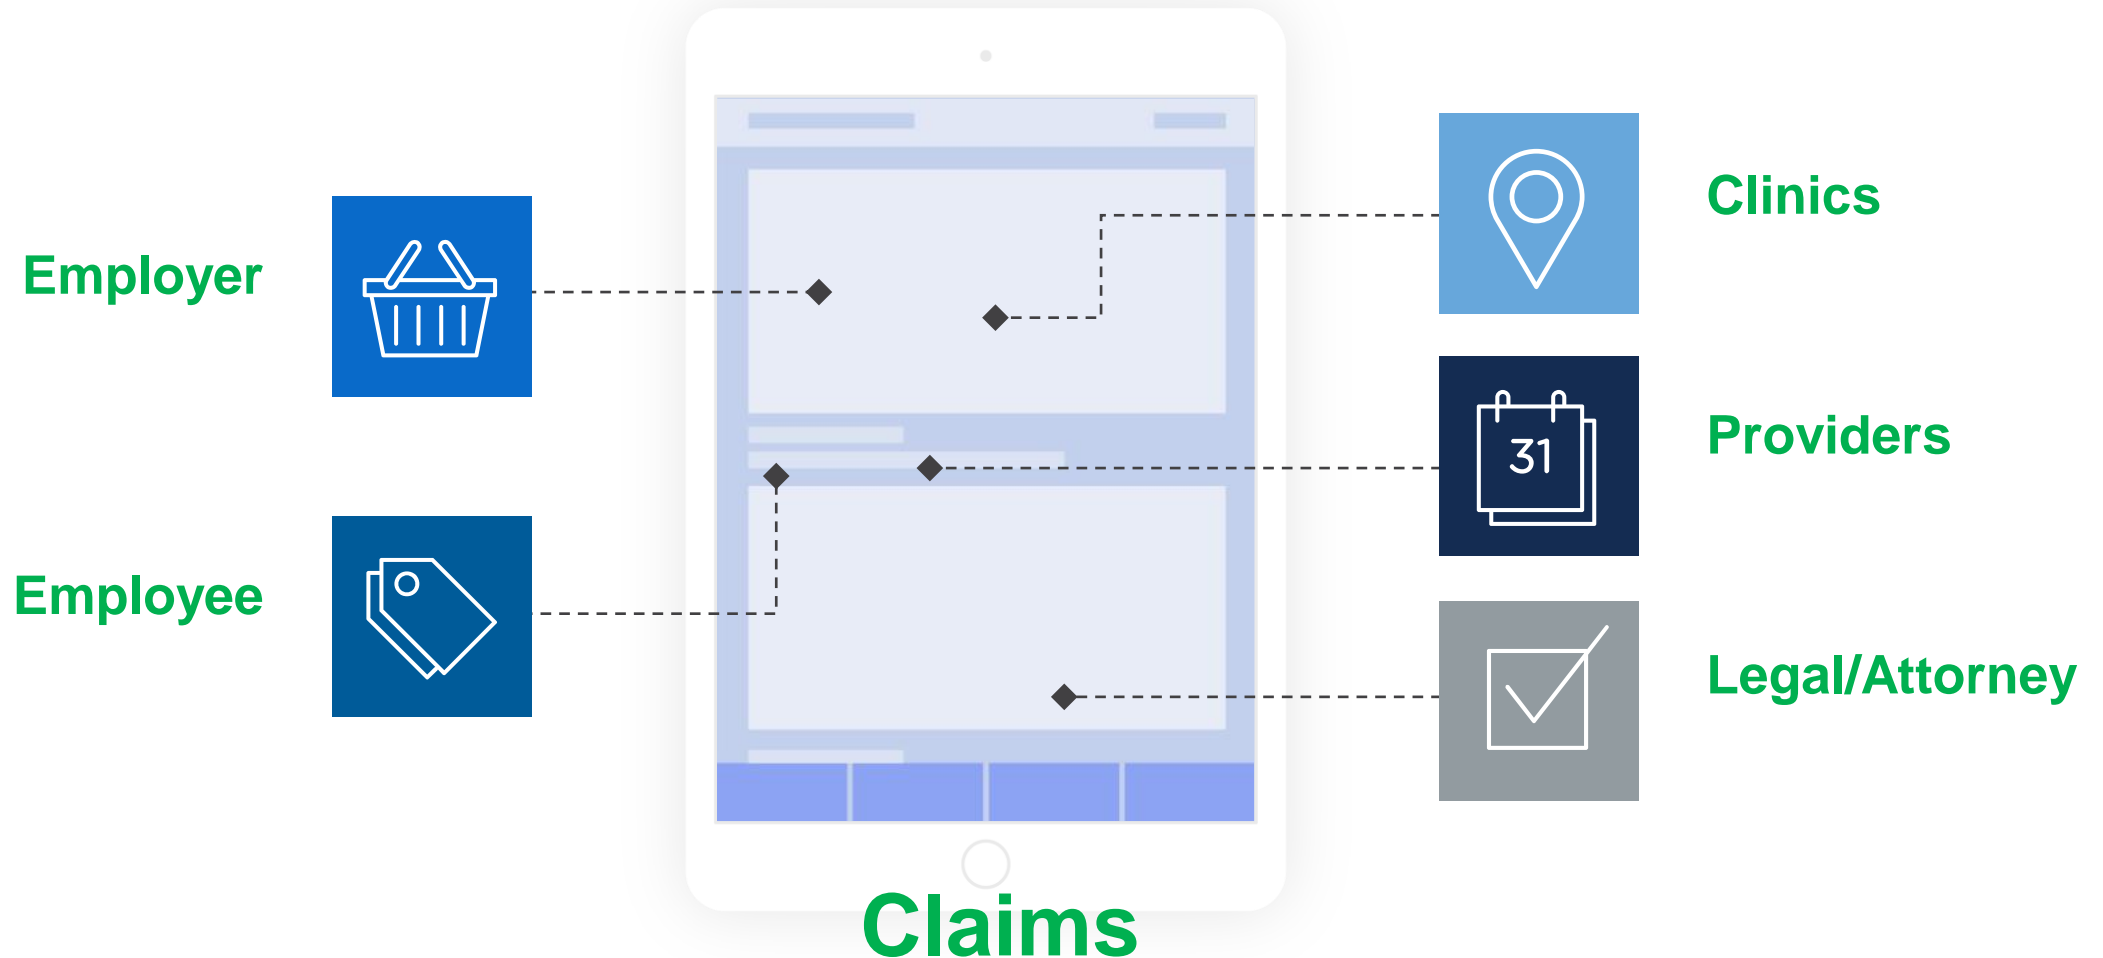 Employer
Employee
Clinics
31
Providers
Legal/Attorney
Claims